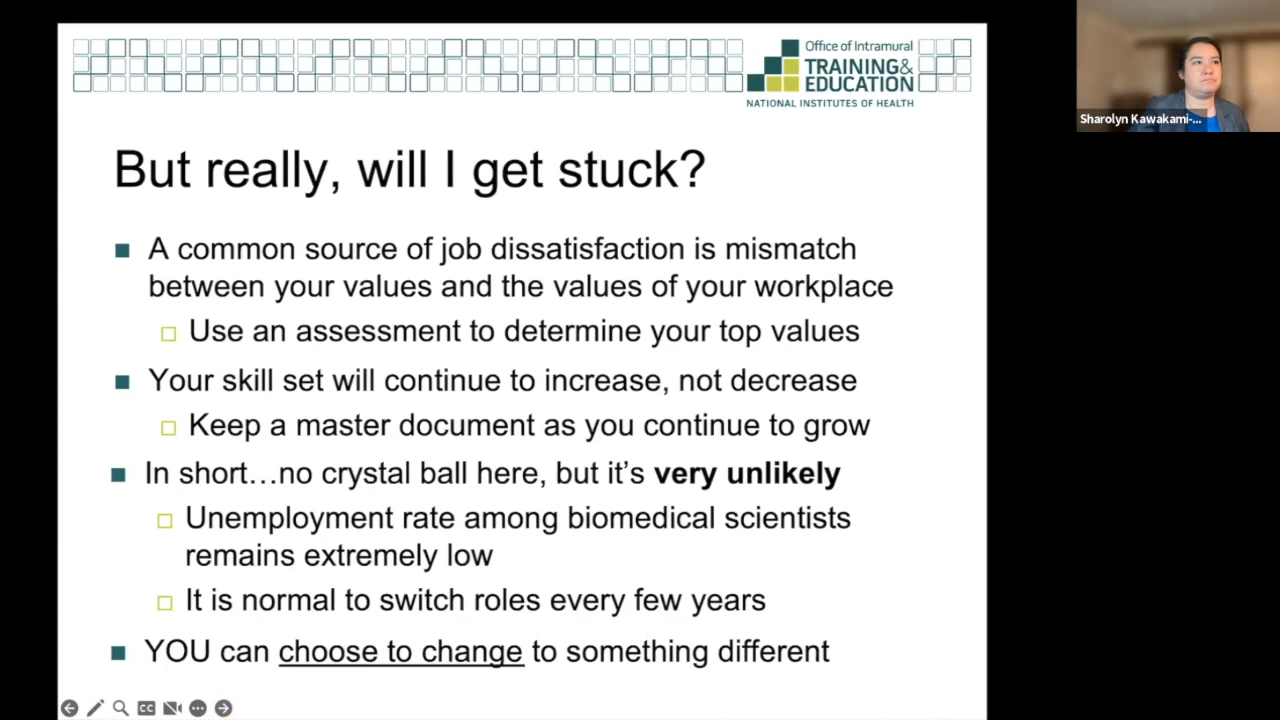 Office of Intramural
TRAINING&
EDUCATION
NATIONAL INSTITUTES OF HEALTH
Sharolyn Kawakami-...
But really, will I get stuck?
A common source of job dissatisfaction is mismatch
between your values and the values of your workplace
Use an assessment to determine your top values
Your skill set will continue to increase, not decrease
Keep a master document as you continue to grow
In short…no crystal ball here, but it’s very unlikely
Unemployment rate among biomedical scientists
remains extremely low
It is normal to switch roles every few years
YOU can choose to change to something different
CC